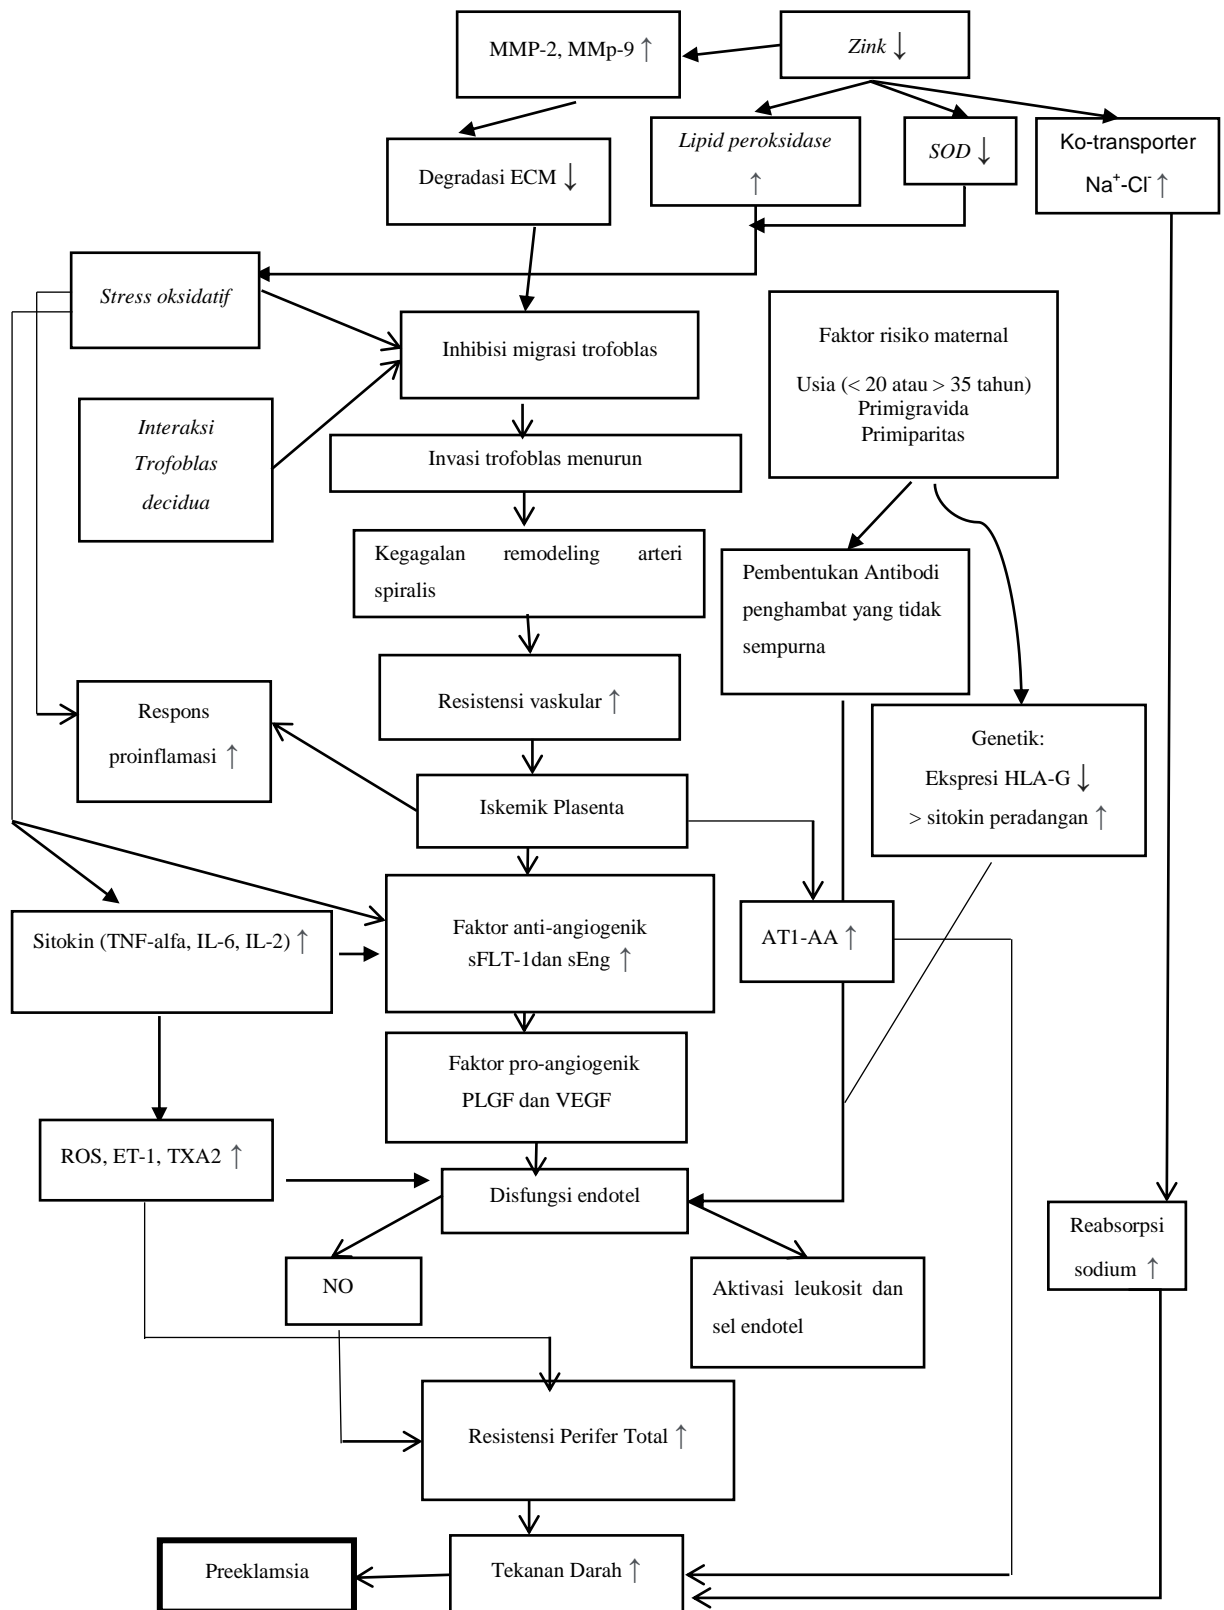 MMP-2, MMp-9 ↑
Zink ↓
Degradasi ECM ↓
Lipid peroksidase
↑
SOD ↓
Ko-transporter
Na⁺-Cl⁻ ↑
Stress oksidatif
Inhibisi migrasi trofoblas
Faktor risiko maternal
Usia (< 20 atau > 35 tahun)
Primigravida
Primiparitas
Interaksi
Trofoblas
decidua
Invasi trofoblas menurun
Kegagalan remodeling arteri
spiralis
Pembentukan Antibodi
penghambat yang tidak
sempurna
Resistensi vaskular ↑
Respons
proinflamasi ↑
Genetik:
Ekspresi HLA-G ↓
> sitokin peradangan ↑
Iskemik Plasenta
Sitokin (TNF-alfa, IL-6, IL-2) ↑
Faktor anti-angiogenik
sFLT-1dan sEng ↑
AT1-AA ↑
Faktor pro-angiogenik
PLGF dan VEGF
ROS, ET-1, TXA2 ↑
Disfungsi endotel
Reabsorpsi
sodium ↑
NO
Aktivasi leukosit dan
sel endotel
Resistensi Perifer Total ↑
Preeklamsia
Tekanan Darah ↑